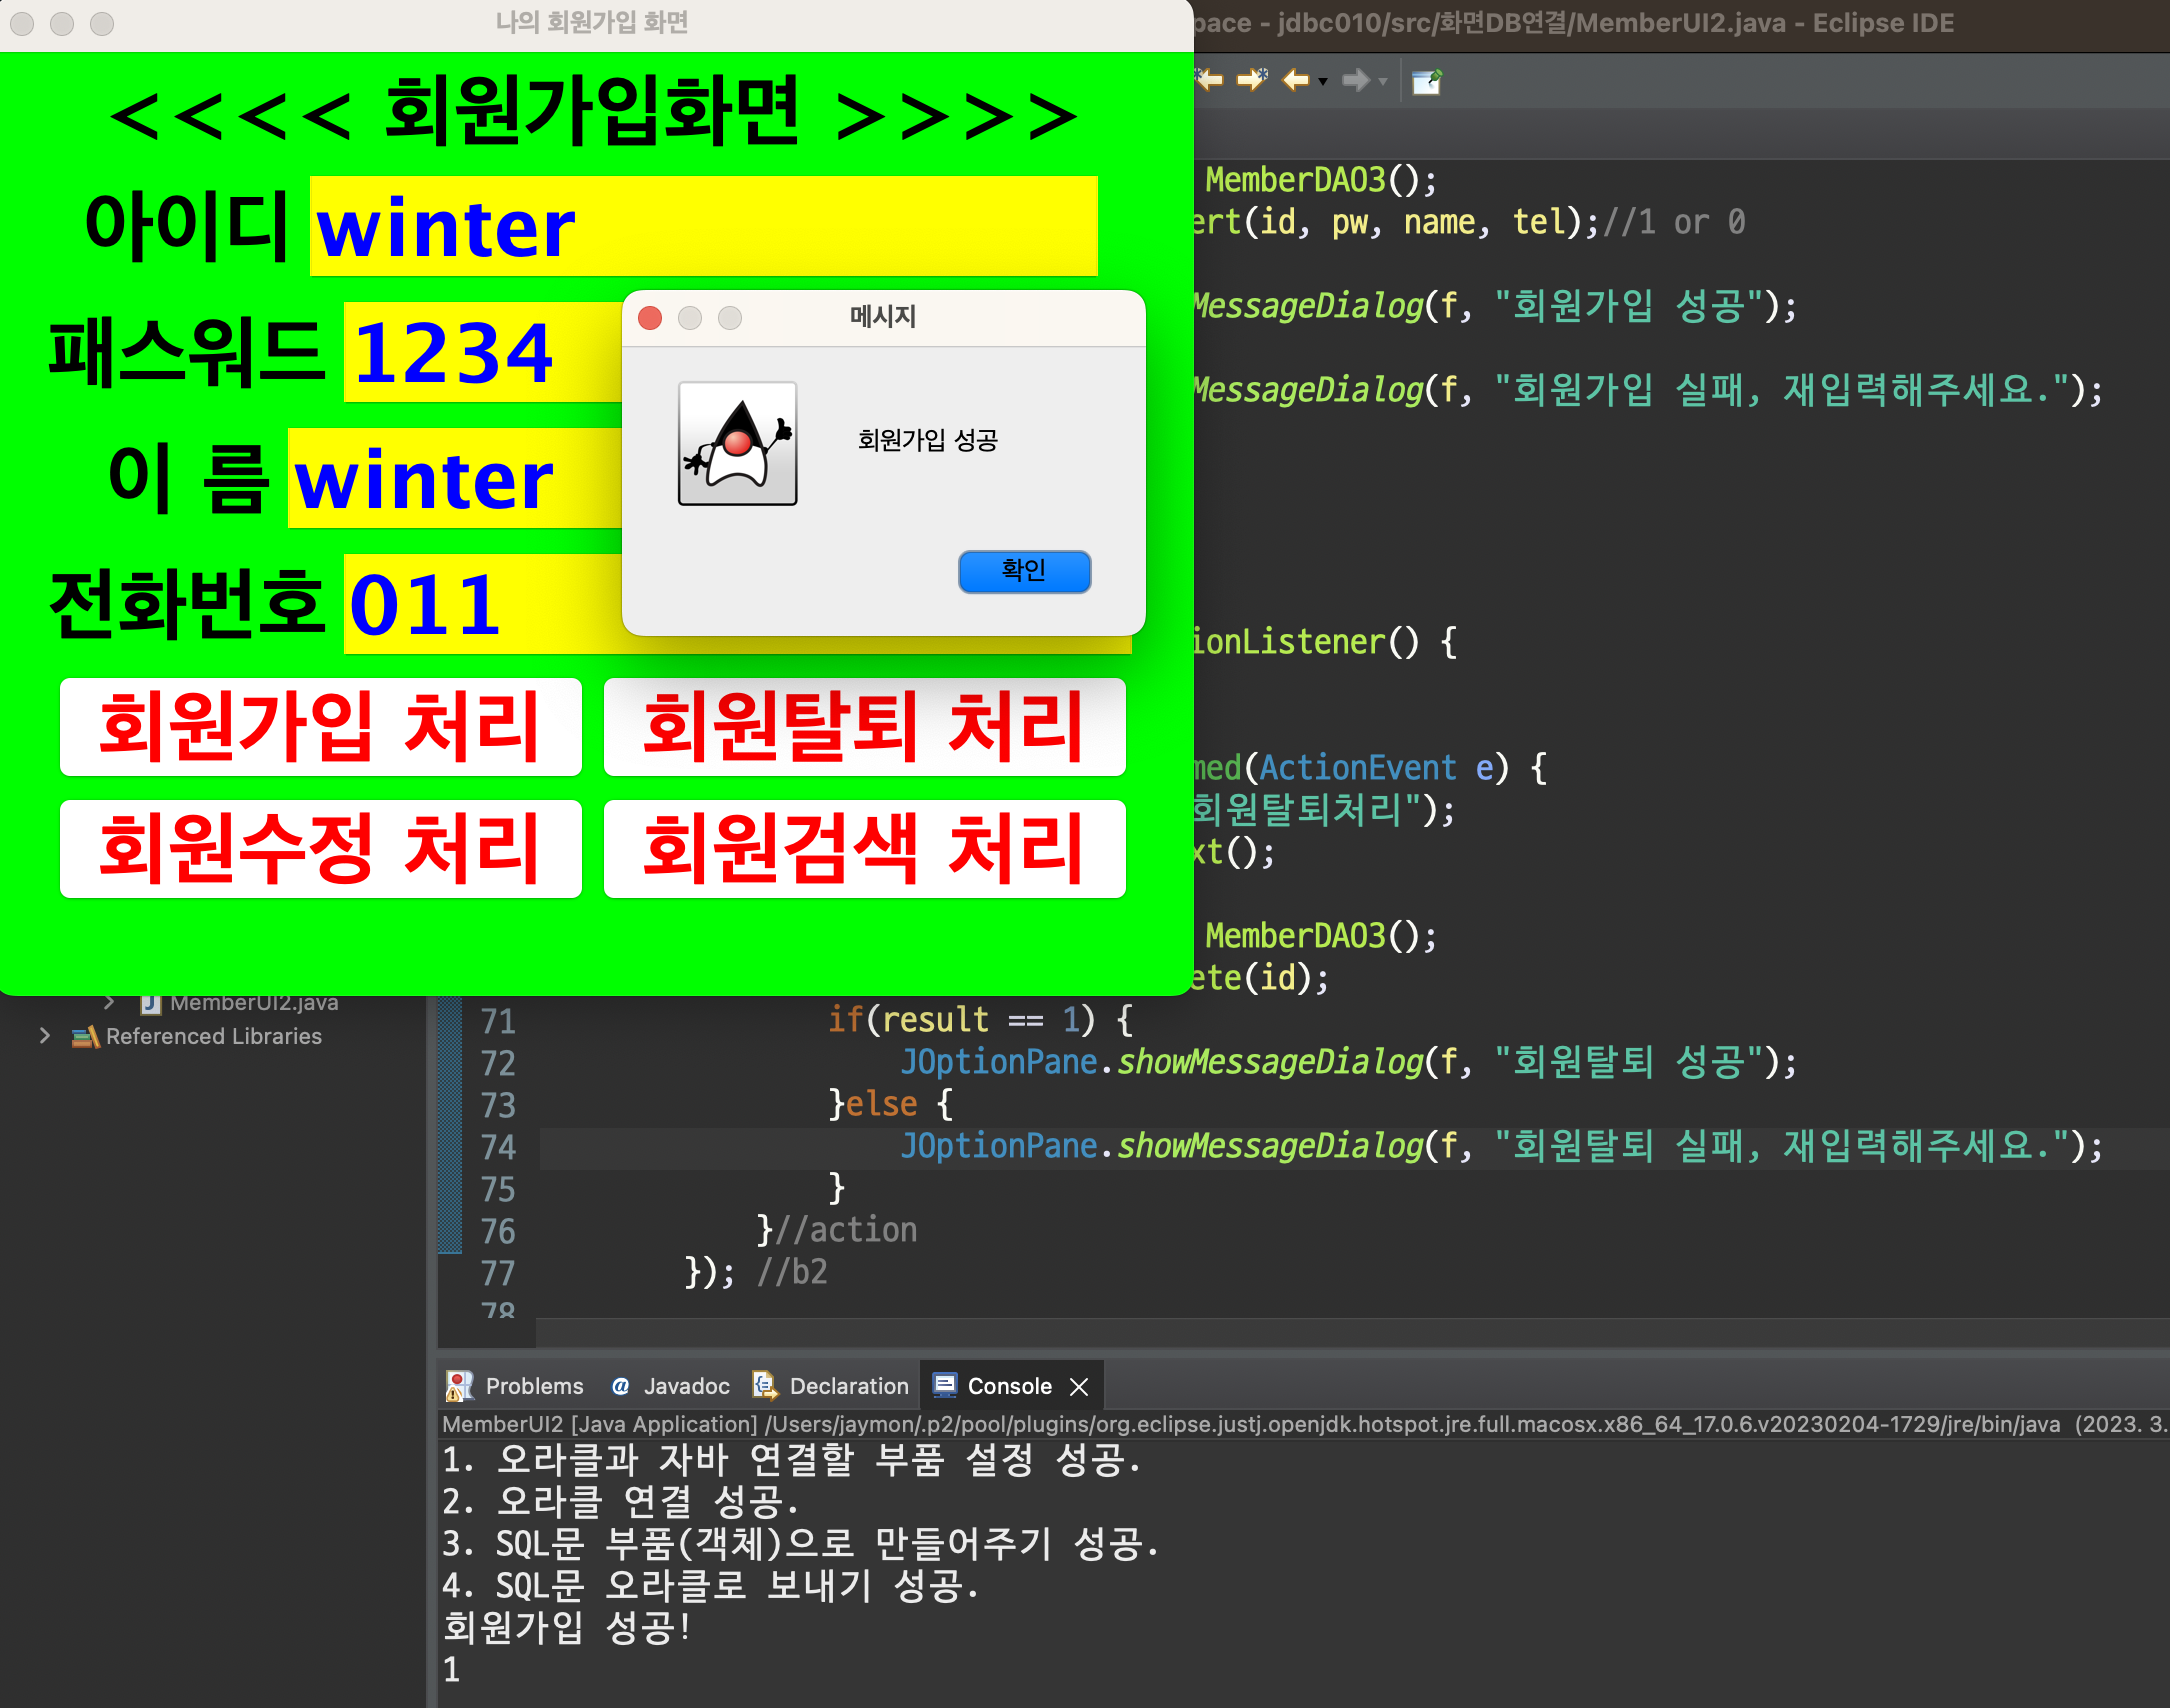 나의 회원가입 화면
pace - jdbc010/src/화면DB연결/MemberUI2.java - Eclipse IDE
<<<< 회원가입화면 >>>>
아이디 winter
패스워드 1234
이 름 winter
전화번호 011
메시지
회원가입 성공
확인
회원가입 처리 회원탈퇴 처리
회원수정 처리 회원검색 처리
MemberDAO3();
ert(id, pw, name, tel);//1 or 0
MessageDialog(f, "회원가입 성공");
MessageDialog(f, "회원가입 실패, 재입력해주세요.");
ionListener() {
med(ActionEvent e) {
회원탈퇴처리");
xt();
MemberDAO3();
ete(id);
MemberUI2.java
Referenced Libraries
71 if(result == 1) {
72 JOptionPane.showMessageDialog(f, "회원탈퇴 성공");
73 }else {
74 JOptionPane.showMessageDialog(f, "회원탈퇴 실패, 재입력해주세요.");
75 }
76 }//action
77 }); //b2
78
Problems @ Javadoc Declaration Console
MemberUI2 [Java Application] /Users/jaymon/.p2/pool/plugins/org.eclipse.justj.openjdk.hotspot.jre.full.macosx.x86_64_17.0.6.v20230204-1729/jre/bin/java (2023. 3.
1. 오라클과 자바 연결할 부품 설정 성공.
2. 오라클 연결 성공.
3. SQL문 부품(객체)으로 만들어주기 성공.
4. SQL문 오라클로 보내기 성공.
회원가입 성공!
1